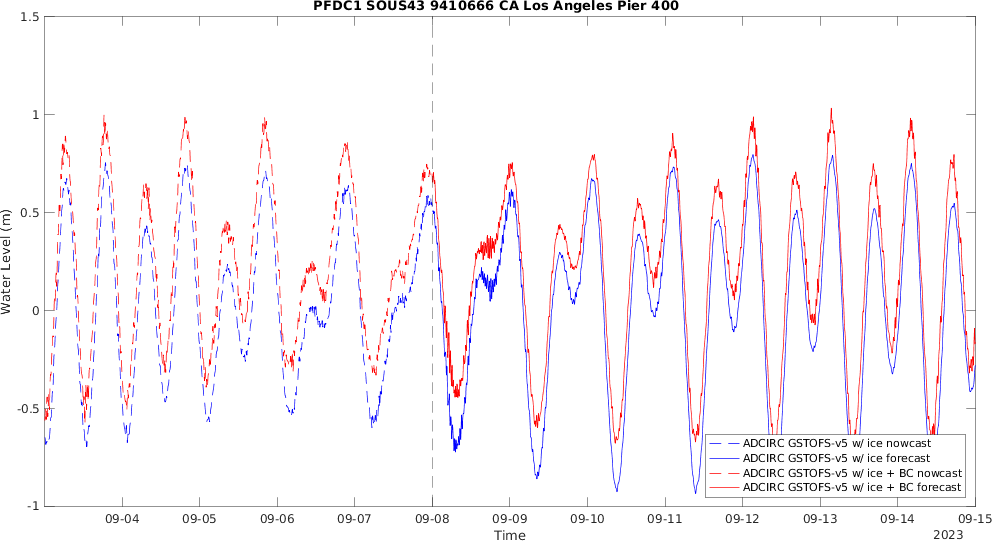 PFDC1 SOUS43 9410666 CA Los Angeles Pier 400
1.5
1
0.5
0
-0.5
-1
Water Level (m)
09-04 09-05 09-06 09-07 09-08 09-09 09-10 09-11 09-12 09-13 09-14 09-15
Time
2023
ADCIRC GSTOFS-v5 w/ ice nowcast
ADCIRC GSTOFS-v5 w/ ice forecast
ADCIRC GSTOFS-v5 w/ ice + BC nowcast
ADCIRC GSTOFS-v5 w/ ice + BC forecast